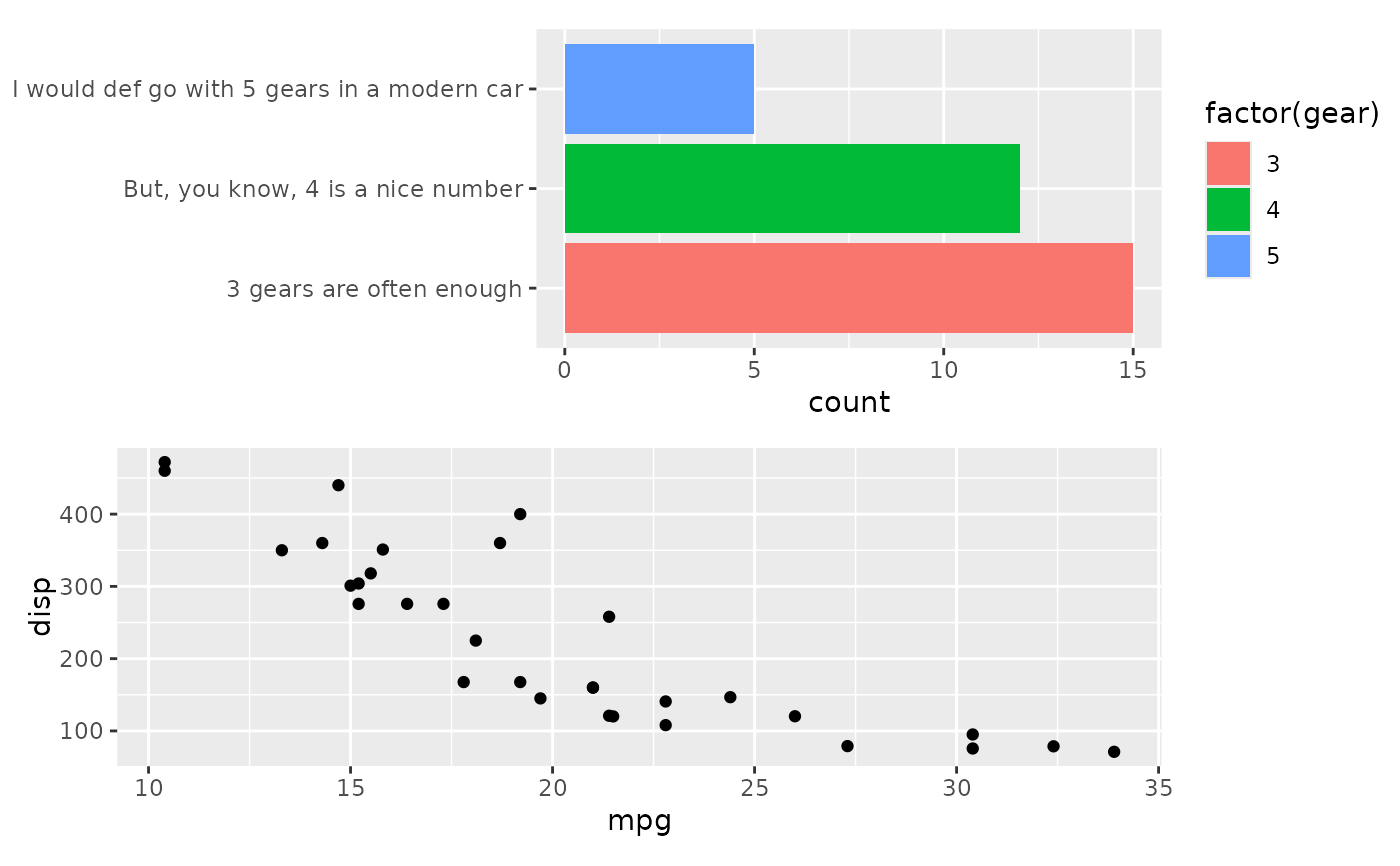 I would def go with 5 gears in a modern car
But, you know, 4 is a nice number
3 gears are often enough
0 5 10 15
count
factor(gear)
3
4
5
disp
400
300
200
100
10 15 20 25 30 35
mpg